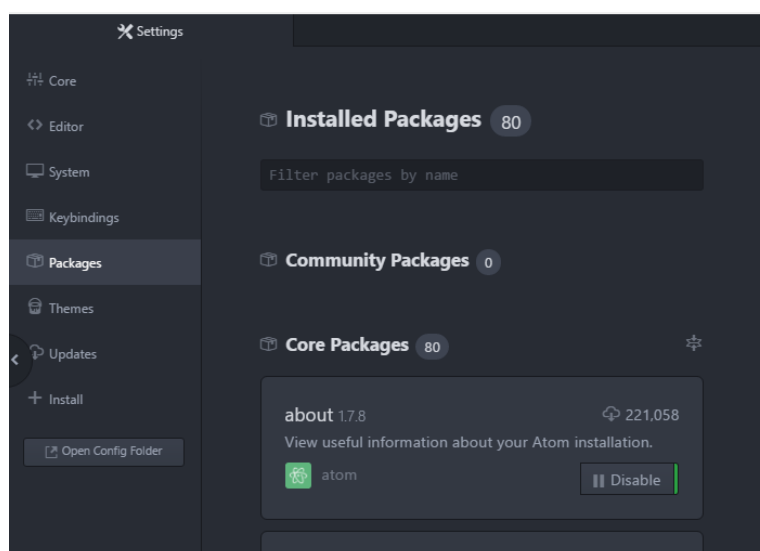 Settings
Core
Editor
System
Keybindings
Packages
Themes
Updates
Install
Open Config Folder
Installed Packages 80
Filter packages by name
Community Packages 0
Core Packages 80
about 1.7.8 221,058
View useful information about your Atom installation.
atom
Disable